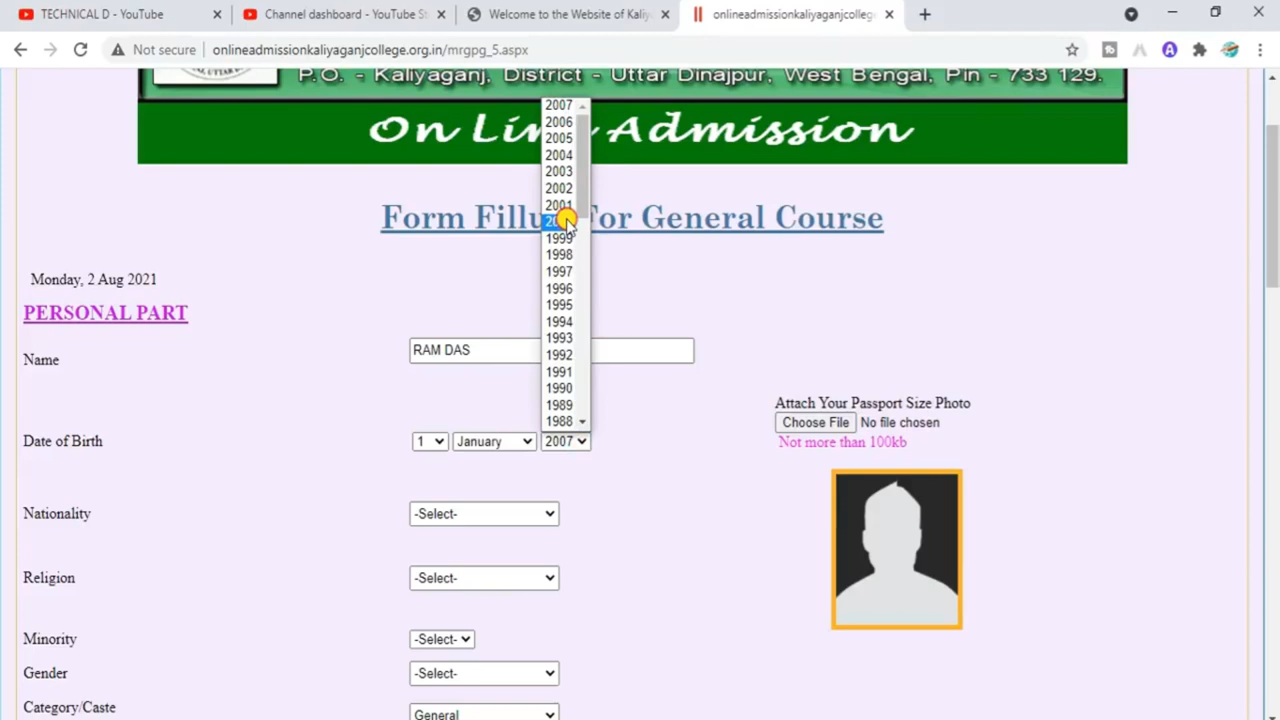 TECHNICAL D - YouTube
Channel dashboard - YouTube St
Welcome to the Website of Kaliy
onlineadmissionkaliyaganjcollege
Not secure
onlineadmissionkaliyaganjcollege.org.in/mrgpg_5.aspx
P.O. - Kaliyaganj, District - Uttar Dinajpur, West Bengal, Pin - 733 129.
On Line Admission
Form Fillu For General Course
Monday, 2 Aug 2021
PERSONAL PART
Name
RAM DAS
2007
2006
2005
2004
2003
2002
2001
1999
1998
1997
1996
1995
1994
1993
1992
1991
1990
1989
1988
Attach Your Passport Size Photo
Choose File No file chosen
Not more than 100kb
Date of Birth
1 January 2007
Nationality
-Select-
Religion
-Select-
Minority
-Select-
Gender
-Select-
Category/Caste
General